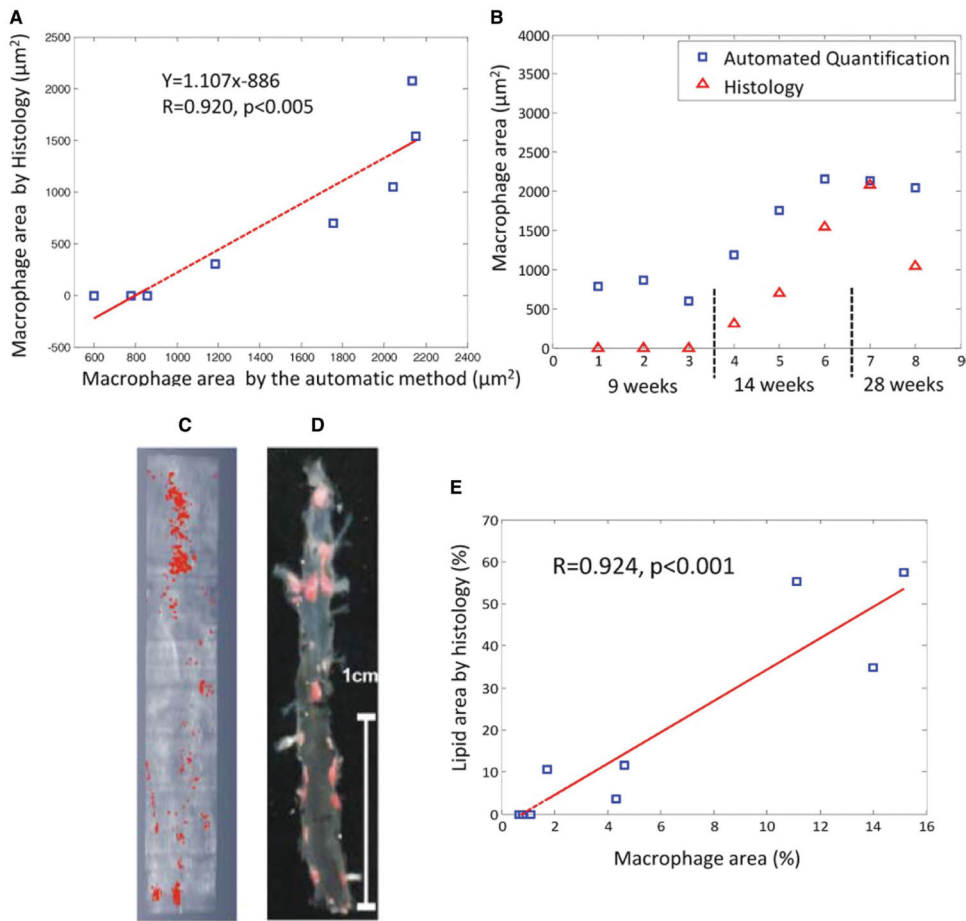 A
Macrophage area by Histology (μm²)
Y=1.107x-886
R=0.920, p<0.005
2000
1500
1000
500
0
-500
600 800 1000 1200 1400 1600 1800 2000 2200 2400
Macrophage area by the automatic method (μm²)
B
Macrophage area (μm²)
4000
3500
3000
2500
2000
1500
1000
500
0
Automated Quantification
Histology
0 1 2 3 4 5 6 7 8 9
9 weeks 14 weeks 28 weeks
C
D
1cm
E
Lipid area by histology (%)
R=0.924, p<0.001
70
60
50
40
30
20
10
0
0 2 4 6 8 10 12 14 16
Macrophage area (%)